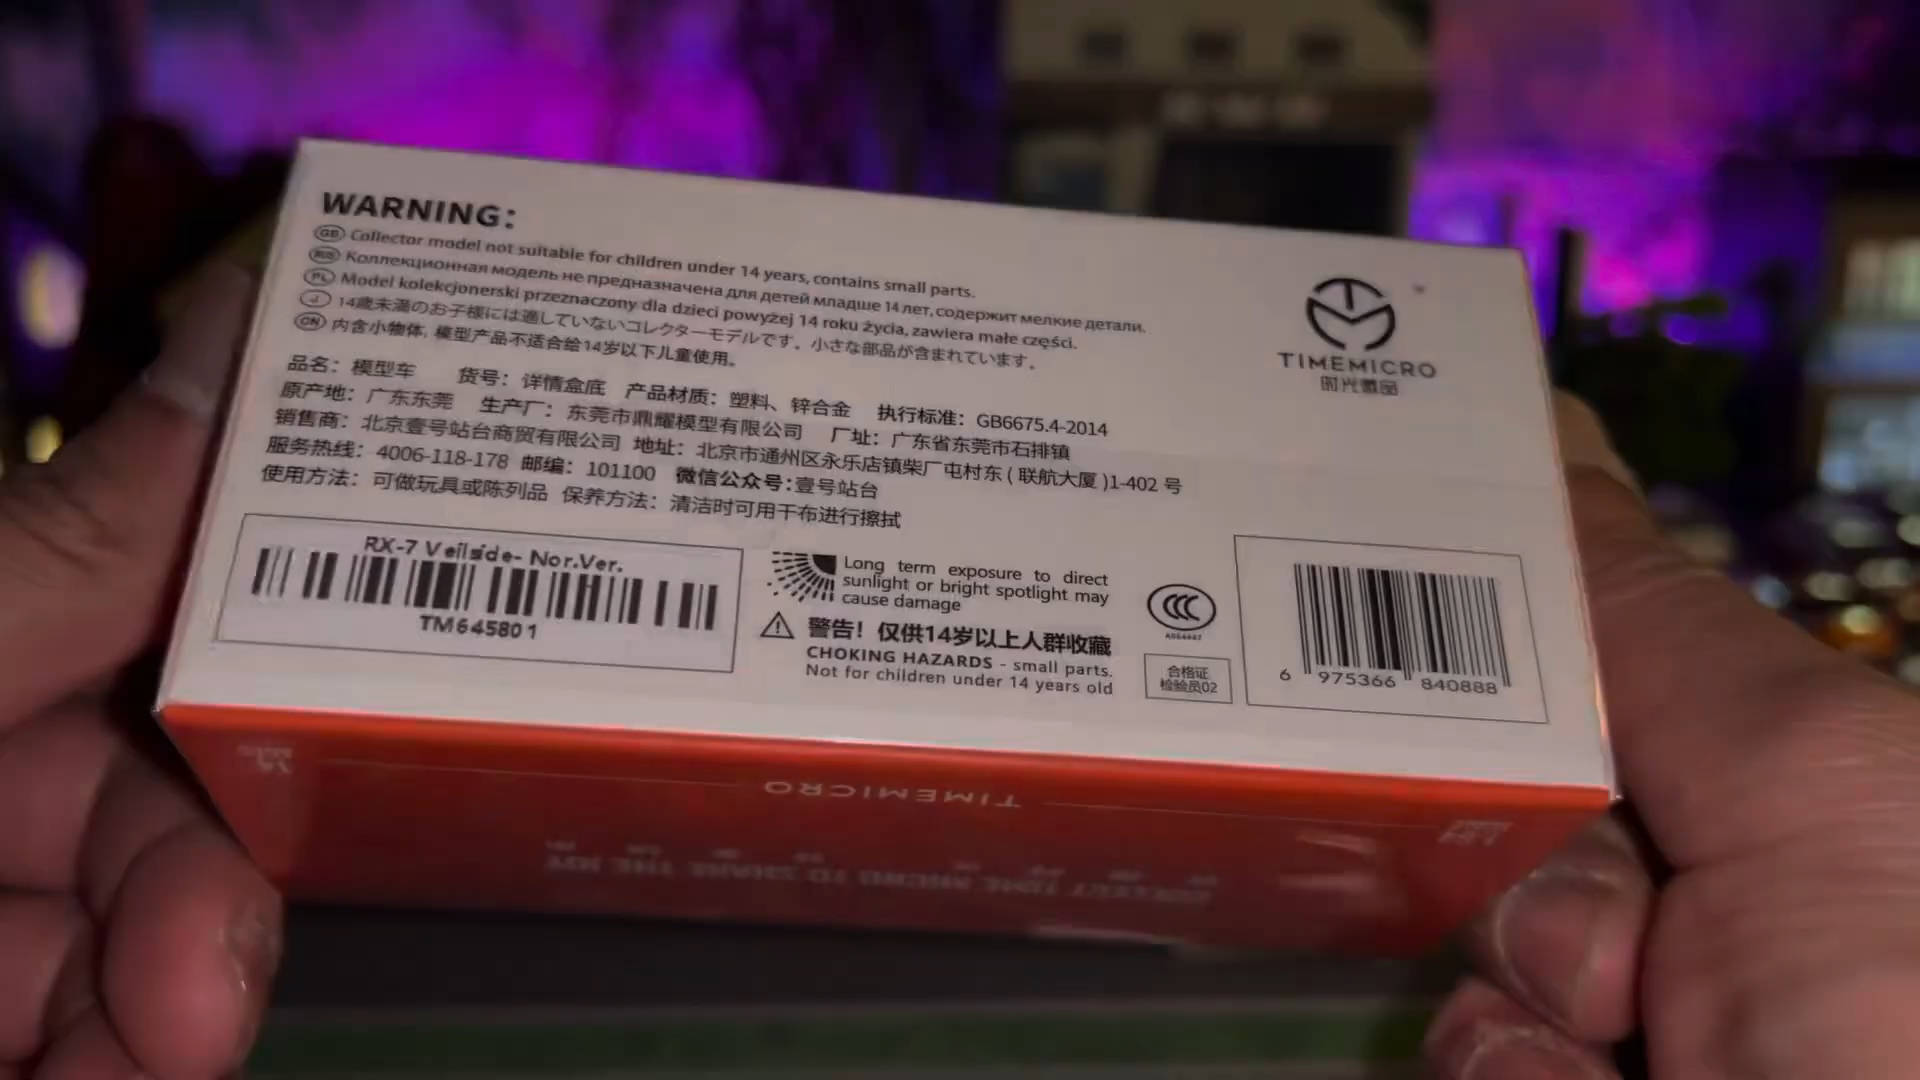 WARNING:
GB Collector model not suitable for children under 14 years, contains small parts.
RUS Коллекционная модель не предназначена для детей младше 14 лет, содержит мелкие детали.
PL Model kolekcjonerski przeznaczony dla dzieci powyżej 14 roku życia, zawiera małe części.
J 14歳未満のお子様には適していないコレクターモデルです。小さな部品が含まれています。
CN 内含小物体, 模型产品不适合给14岁以下儿童使用。
品名：模型车 货号：详情盒底 产品材质：塑料、锌合金 执行标准：GB6675.4-2014
原产地：广东东莞 生产厂：东莞市鼎耀模型有限公司 厂址：广东省东莞市石排镇
销售商：北京壹号站台商贸有限公司 地址：北京市通州区永乐店镇柴厂屯村东(联航大厦)1-402 号
服务热线：4006-118-178 邮编：101100 微信公众号:壹号站台
使用方法：可做玩具或陈列品 保养方法：清洁时可用干布进行擦拭
TIMEMICRO
时光微品
RX-7 Veilside- Nor.Ver.
TM645801
Long term exposure to direct
sunlight or bright spotlight may
cause damage
警告！仅供14岁以上人群收藏
CHOKING HAZARDS - small parts.
Not for children under 14 years old
CCC
合格证
检验员02
6 975366 840888
TIMEMICRO
COLLECT TIME MICRO TO SHARE THE JOY